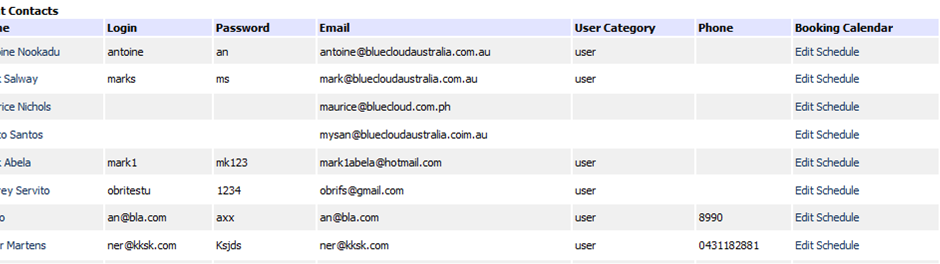 t Contacts
ne Login Password Email User Category Phone Booking Calendar
ine Nookadu antoine an antoine@bluecloudaustralia.com.au user Edit Schedule
Salway marks ms mark@bluecloudaustralia.com.au user Edit Schedule
rice Nichols maurice@bluecloud.com.ph Edit Schedule
to Santos mysan@bluecloudaustralia.coim.au Edit Schedule
Abela mark1 mk123 mark1abela@hotmail.com user Edit Schedule
rey Servito obritestu 1234 obrifs@gmail.com user Edit Schedule
o an@bla.com axx an@bla.com user 8990 Edit Schedule
r Martens ner@kksk.com Ksjds ner@kksk.com user 0431182881 Edit Schedule